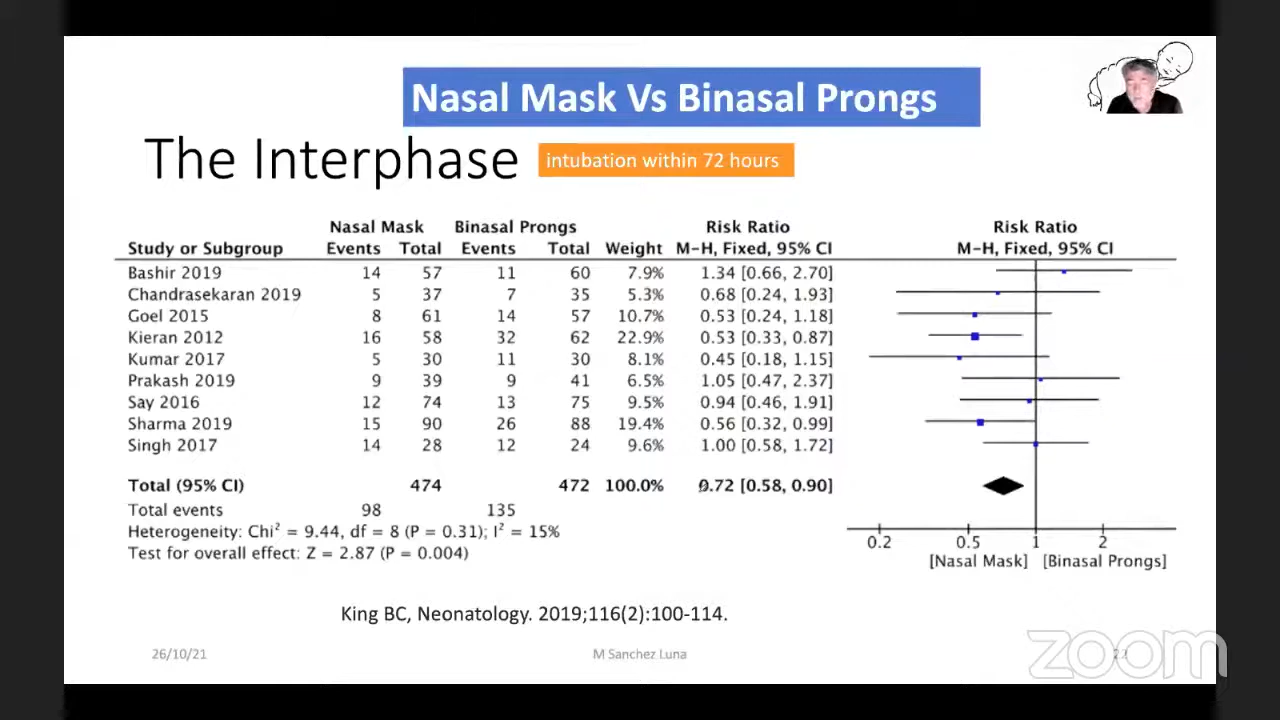 Nasal Mask Vs Binasal Prongs
The Interphase
intubation within 72 hours
Nasal Mask Binasal Prongs Risk Ratio Risk Ratio
Study or Subgroup Events Total Events Total Weight M-H, Fixed, 95% CI M-H, Fixed, 95% CI
Bashir 2019 14 57 11 60 7.9% 1.34 [0.66, 2.70]
Chandrasekaran 2019 5 37 7 35 5.3% 0.68 [0.24, 1.93]
Goel 2015 8 61 14 57 10.7% 0.53 [0.24, 1.18]
Kieran 2012 16 58 32 62 22.9% 0.53 [0.33, 0.87]
Kumar 2017 5 30 11 30 8.1% 0.45 [0.18, 1.15]
Prakash 2019 9 39 9 41 6.5% 1.05 [0.47, 2.37]
Say 2016 12 74 13 75 9.5% 0.94 [0.46, 1.91]
Sharma 2019 15 90 26 88 19.4% 0.56 [0.32, 0.99]
Singh 2017 14 28 12 24 9.6% 1.00 [0.58, 1.72]
Total (95% CI) 474 472 100.0% 0.72 [0.58, 0.90]
Total events 98 135
Heterogeneity: Chi² = 9.44, df = 8 (P = 0.31); I² = 15%
Test for overall effect: Z = 2.87 (P = 0.004)
0.2 0.5 1 2
[Nasal Mask] [Binasal Prongs]
King BC, Neonatology. 2019;116(2):100-114.
26/10/21 M Sanchez Luna 22
zoom